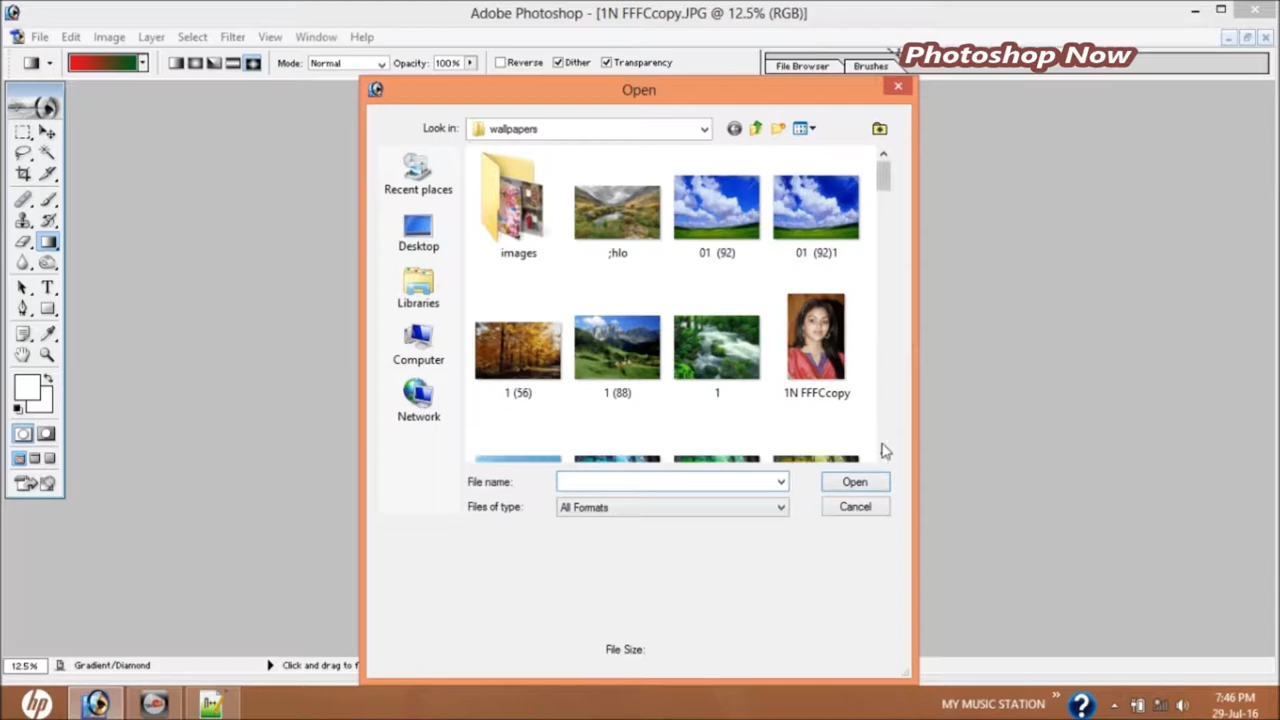 Adobe Photoshop - [1N FFFCcopy.JPG @ 12.5% (RGB)]
File Edit Image Layer Select Filter View Window Help
Mode: Normal Opacity: 100% Reverse Dither Transparency File Browser Brushes
Photoshop Now
Open
Look in: wallpapers
Recent places
Desktop
Libraries
Computer
Network
images ;hlo 01 (92) 01 (92)1
1 (56) 1 (88) 1 1N FFFCcopy
File name: Open
Files of type: All Formats Cancel
File Size:
12.5% Gradient/Diamond Click and drag to f
hp MY MUSIC STATION 7:46 PM
29-Jul-16